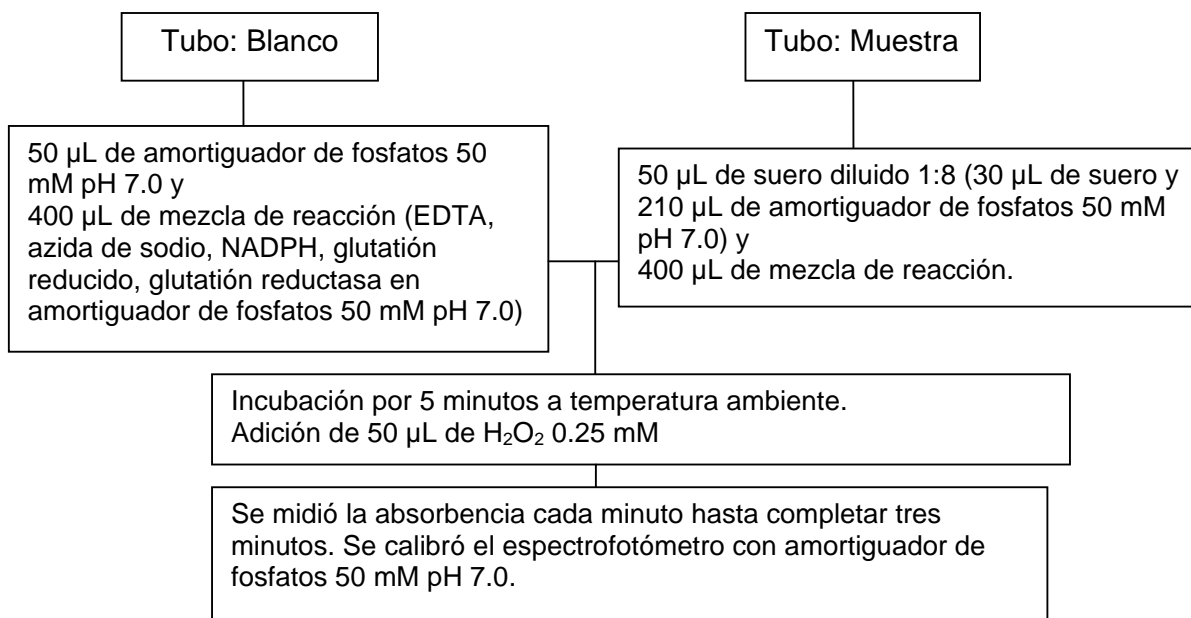 Tubo: Blanco
Tubo: Muestra
50 µL de amortiguador de fosfatos 50
mM pH 7.0 y
400 µL de mezcla de reacción (EDTA,
azida de sodio, NADPH, glutatión
reducido, glutatión reductasa en
amortiguador de fosfatos 50 mM pH 7.0)
50 µL de suero diluido 1:8 (30 µL de suero y
210 µL de amortiguador de fosfatos 50 mM
pH 7.0) y
400 µL de mezcla de reacción.
Incubación por 5 minutos a temperatura ambiente.
Adición de 50 µL de H₂O₂ 0.25 mM
Se midió la absorbencia cada minuto hasta completar tres
minutos. Se calibró el espectrofotómetro con amortiguador de
fosfatos 50 mM pH 7.0.